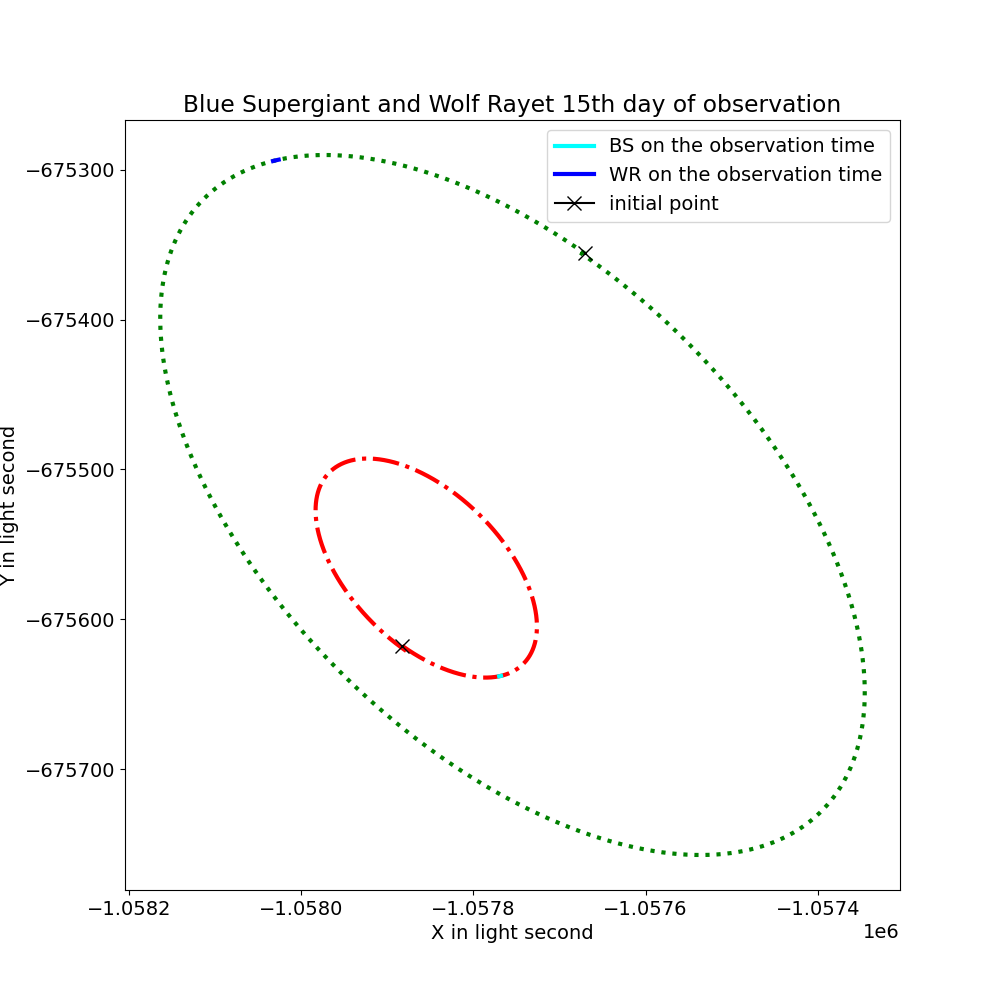 Blue Supergiant and Wolf Rayet 15th day of observation
BS on the observation time
WR on the observation time
initial point
−675300
−675400
−675500
−675600
−675700
Y in light second
−1.0582
−1.0580
−1.0578
−1.0576
−1.0574
1e6
X in light second